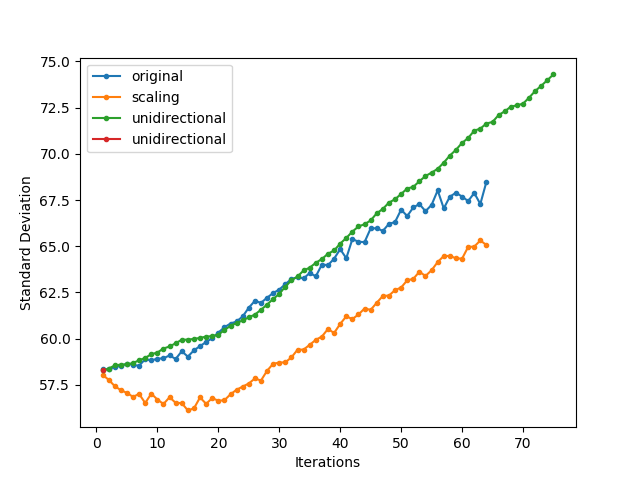 original
scaling
unidirectional
unidirectional
75.0
72.5
70.0
67.5
65.0
62.5
60.0
57.5
Standard Deviation
0 10 20 30 40 50 60 70
Iterations